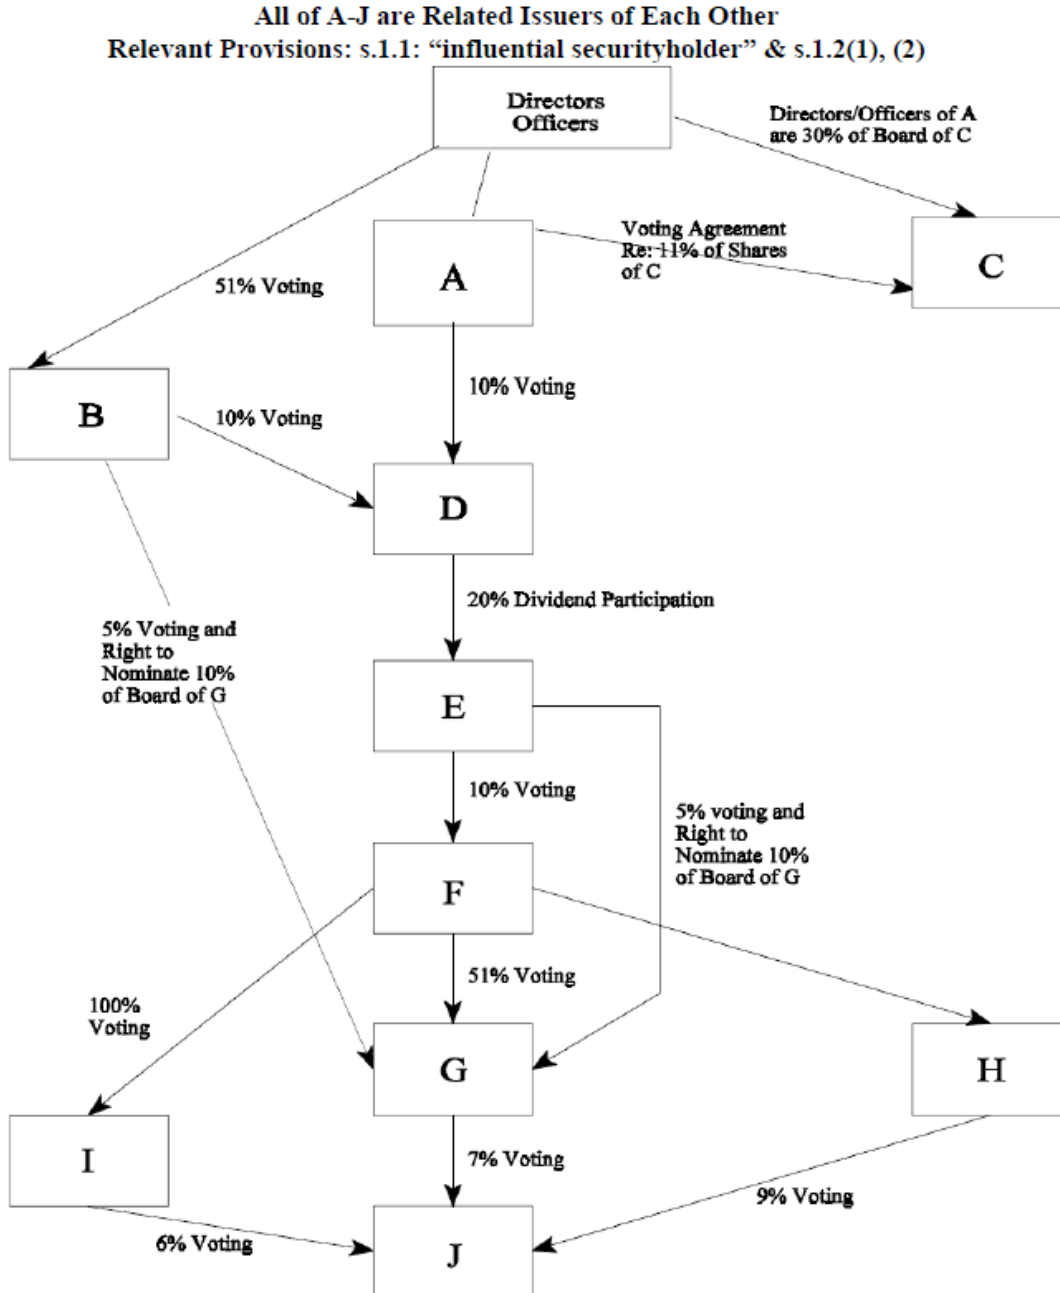 All of A-J are Related Issuers of Each Other
Relevant Provisions: s.1.1: “influential securityholder” & s.1.2(1), (2)
Directors
Officers
Directors/Officers of A
are 30% of Board of C
Voting Agreement
Re: 11% of Shares
of C
C
A
51% Voting
10% Voting
B
10% Voting
D
20% Dividend Participation
5% Voting and
Right to
Nominate 10%
of Board of G
E
10% Voting
5% voting and
Right to
Nominate 10%
of Board of G
F
51% Voting
100%
Voting
G
H
I
7% Voting
9% Voting
6% Voting
J